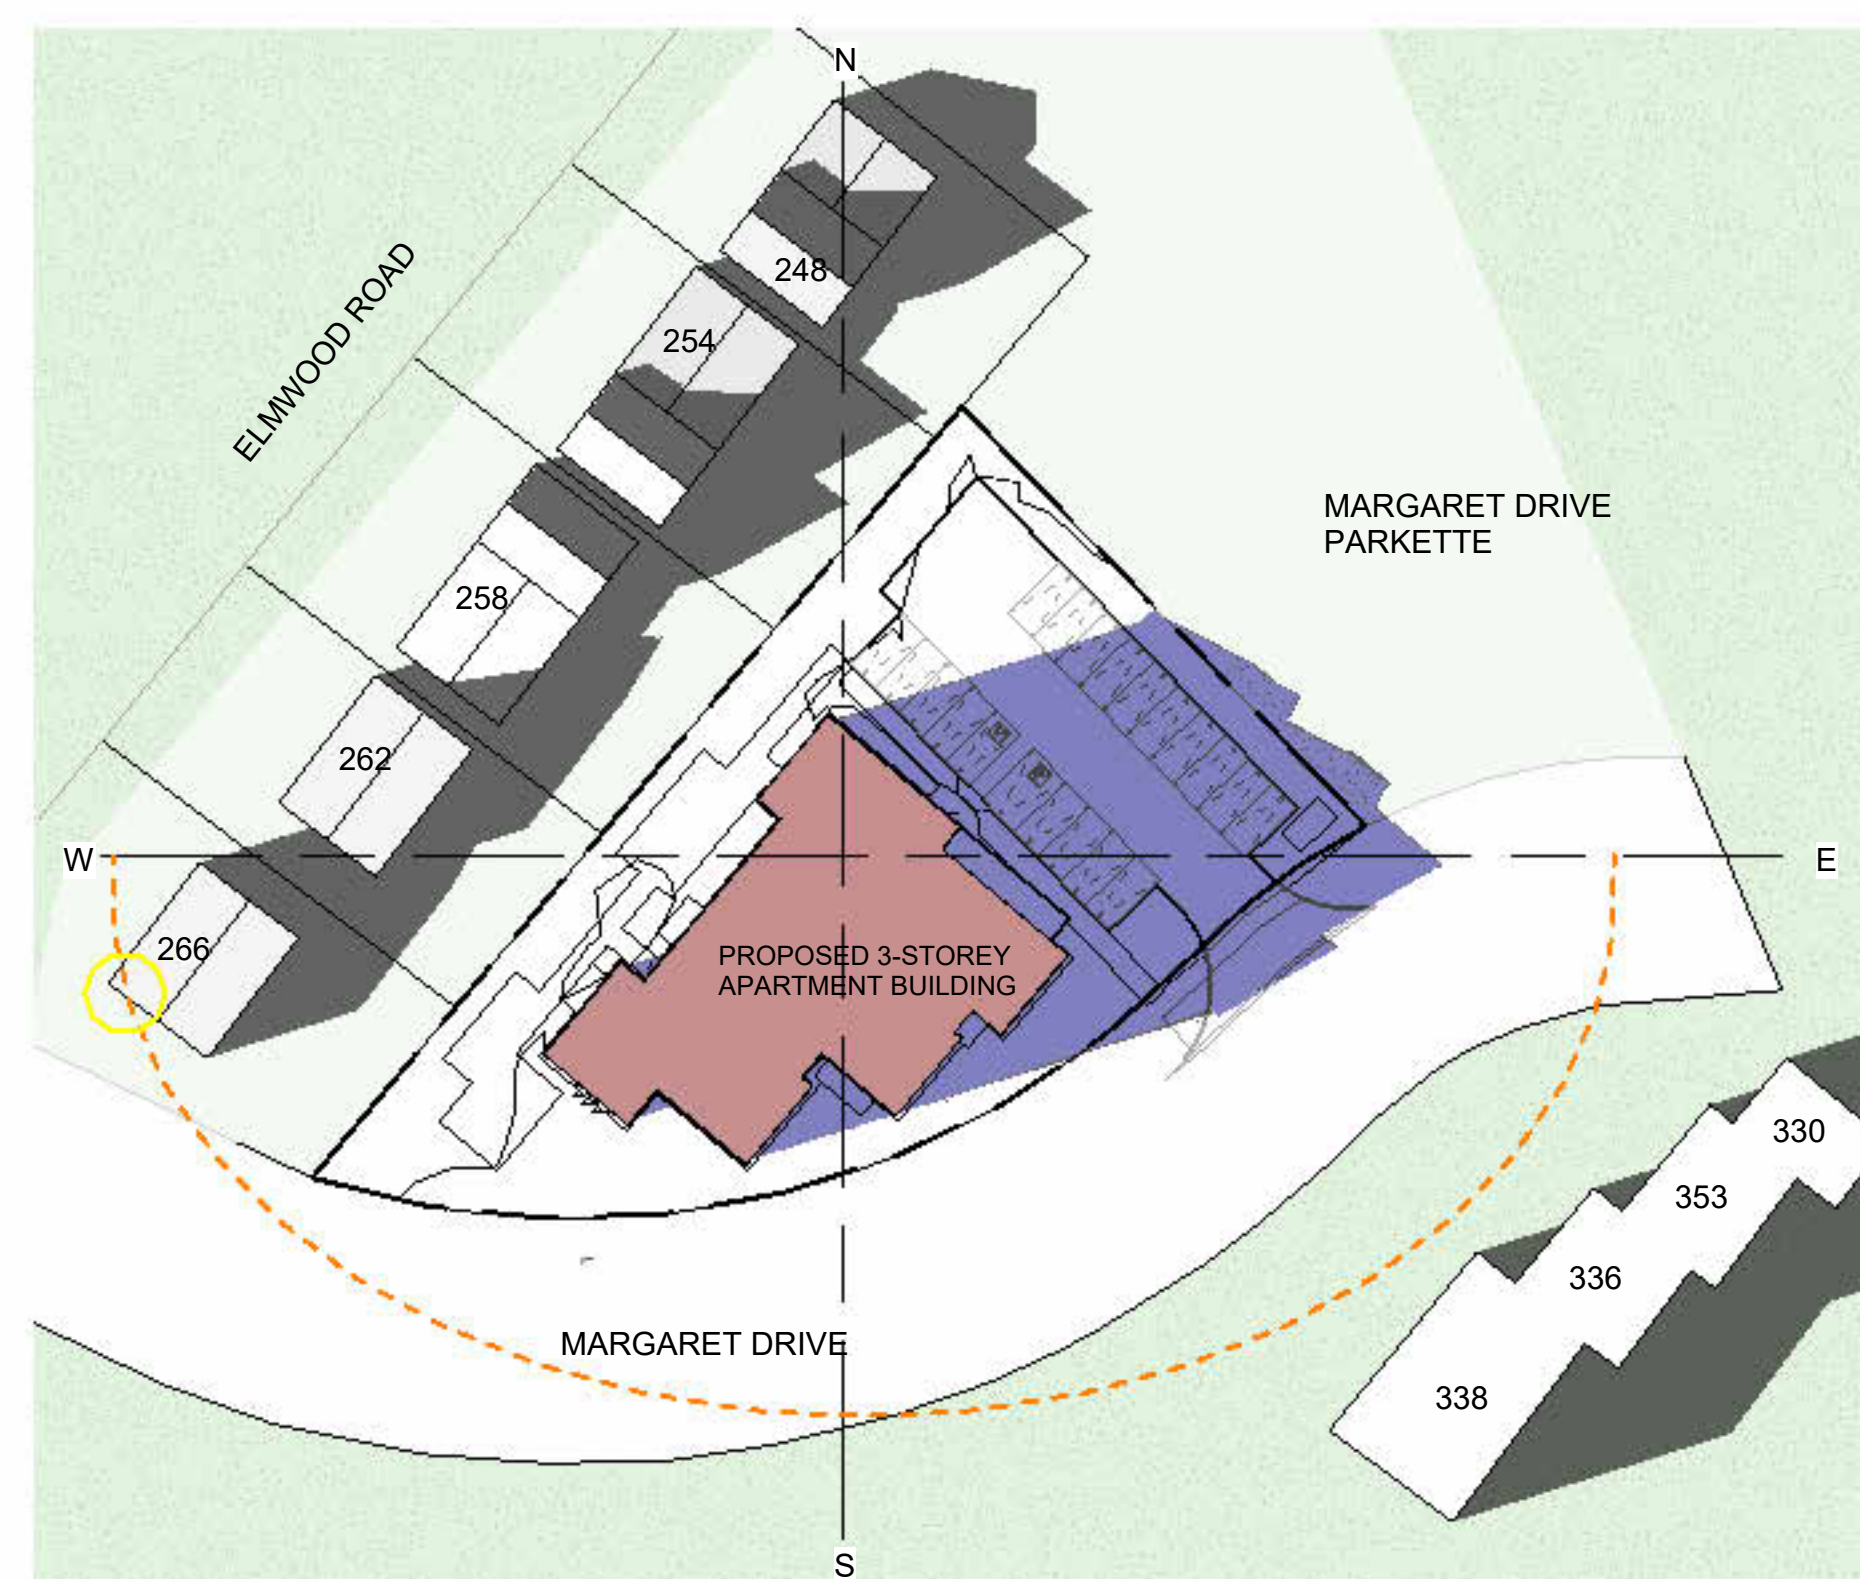 N
248
254
ELMWOOD ROAD
MARGARET DRIVE
PARKETTE
258
262
W
E
266
PROPOSED 3-STOREY
APARTMENT BUILDING
330
353
336
MARGARET DRIVE
338
S